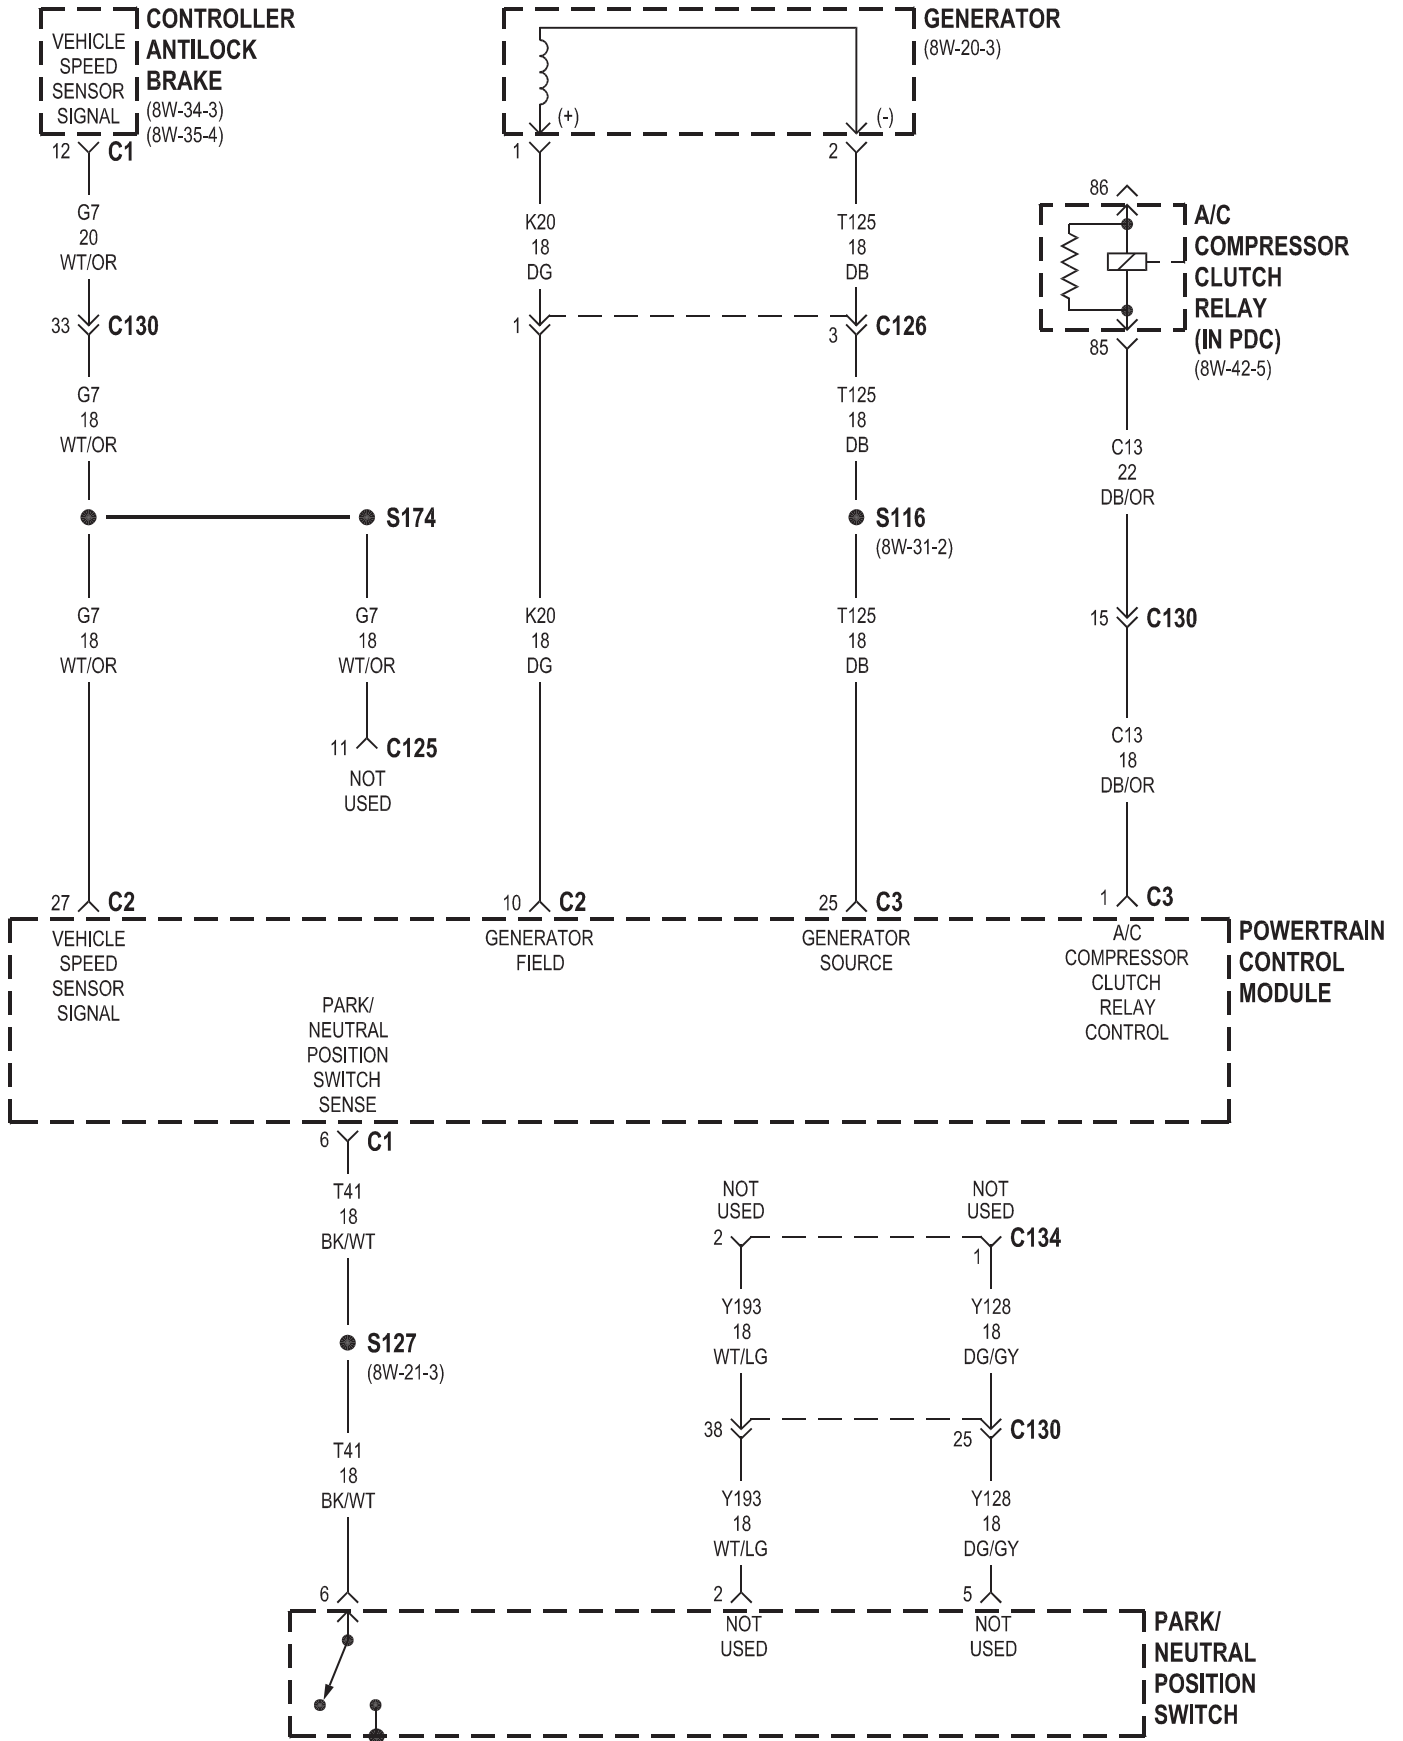 CONTROLLER
ANTILOCK
BRAKE
(8W-34-3)
(8W-35-4)
VEHICLE
SPEED
SENSOR
SIGNAL
12
C1
G7
20
WT/OR
33
C130
G7
18
WT/OR
S174
G7
18
WT/OR
G7
18
WT/OR
11
C125
NOT
USED
27
C2
GENERATOR
(8W-20-3)
(+)
(-)
1
2
K20
18
DG
T125
18
DB
1
3
C126
T125
18
DB
S116
(8W-31-2)
K20
18
DG
T125
18
DB
10
C2
25
C3
86
A/C
COMPRESSOR
CLUTCH
RELAY
(IN PDC)
(8W-42-5)
85
C13
22
DB/OR
15
C130
C13
18
DB/OR
1
C3
POWERTRAIN
CONTROL
MODULE
VEHICLE
SPEED
SENSOR
SIGNAL
GENERATOR
FIELD
GENERATOR
SOURCE
A/C
COMPRESSOR
CLUTCH
RELAY
CONTROL
PARK/
NEUTRAL
POSITION
SWITCH
SENSE
6
C1
T41
18
BK/WT
S127
(8W-21-3)
T41
18
BK/WT
6
NOT
USED
NOT
USED
2
1
C134
Y193
18
WT/LG
Y128
18
DG/GY
38
25
C130
Y193
18
WT/LG
Y128
18
DG/GY
2
5
NOT
USED
NOT
USED
PARK/
NEUTRAL
POSITION
SWITCH